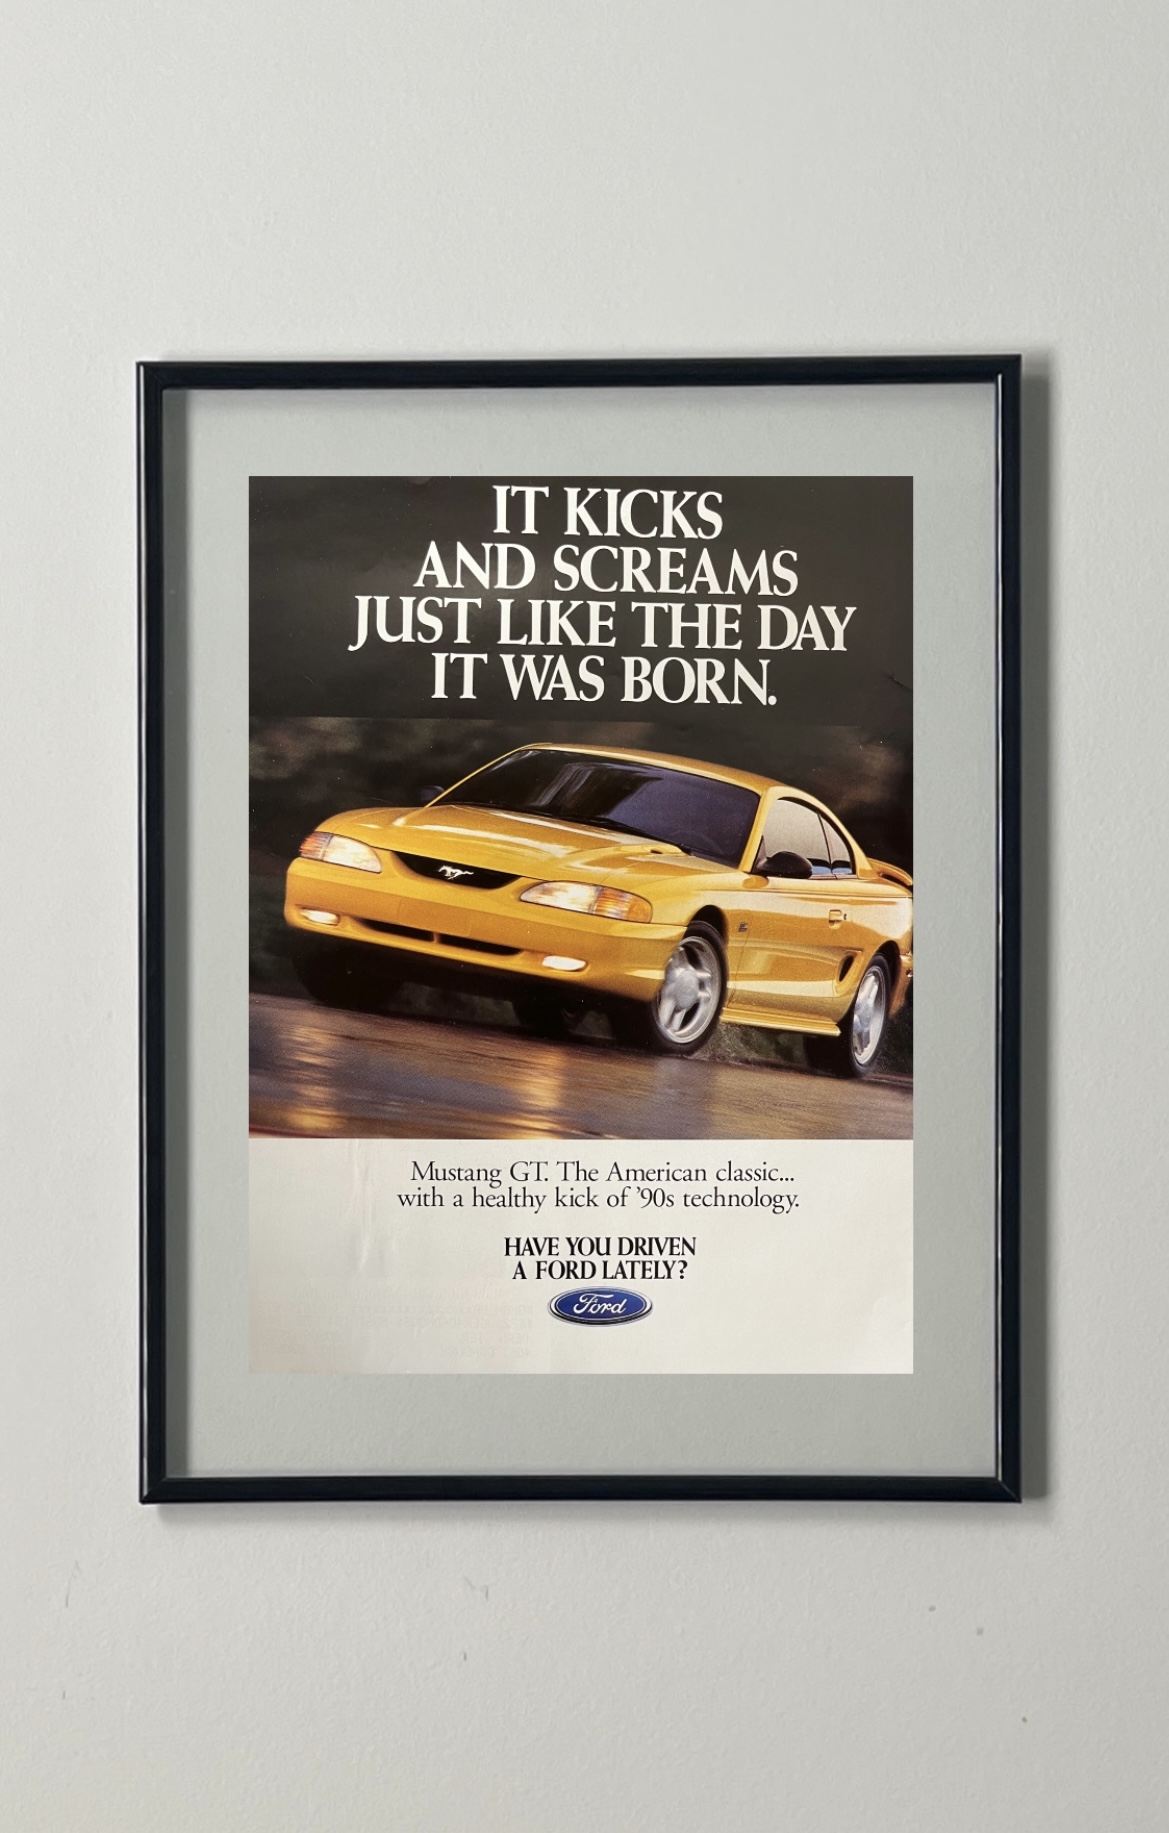 IT KICKS
AND SCREAMS
JUST LIKE THE DAY
IT WAS BORN.
Mustang GT. The American classic...
with a healthy kick of '90s technology.
HAVE YOU DRIVEN
A FORD LATELY?
Ford